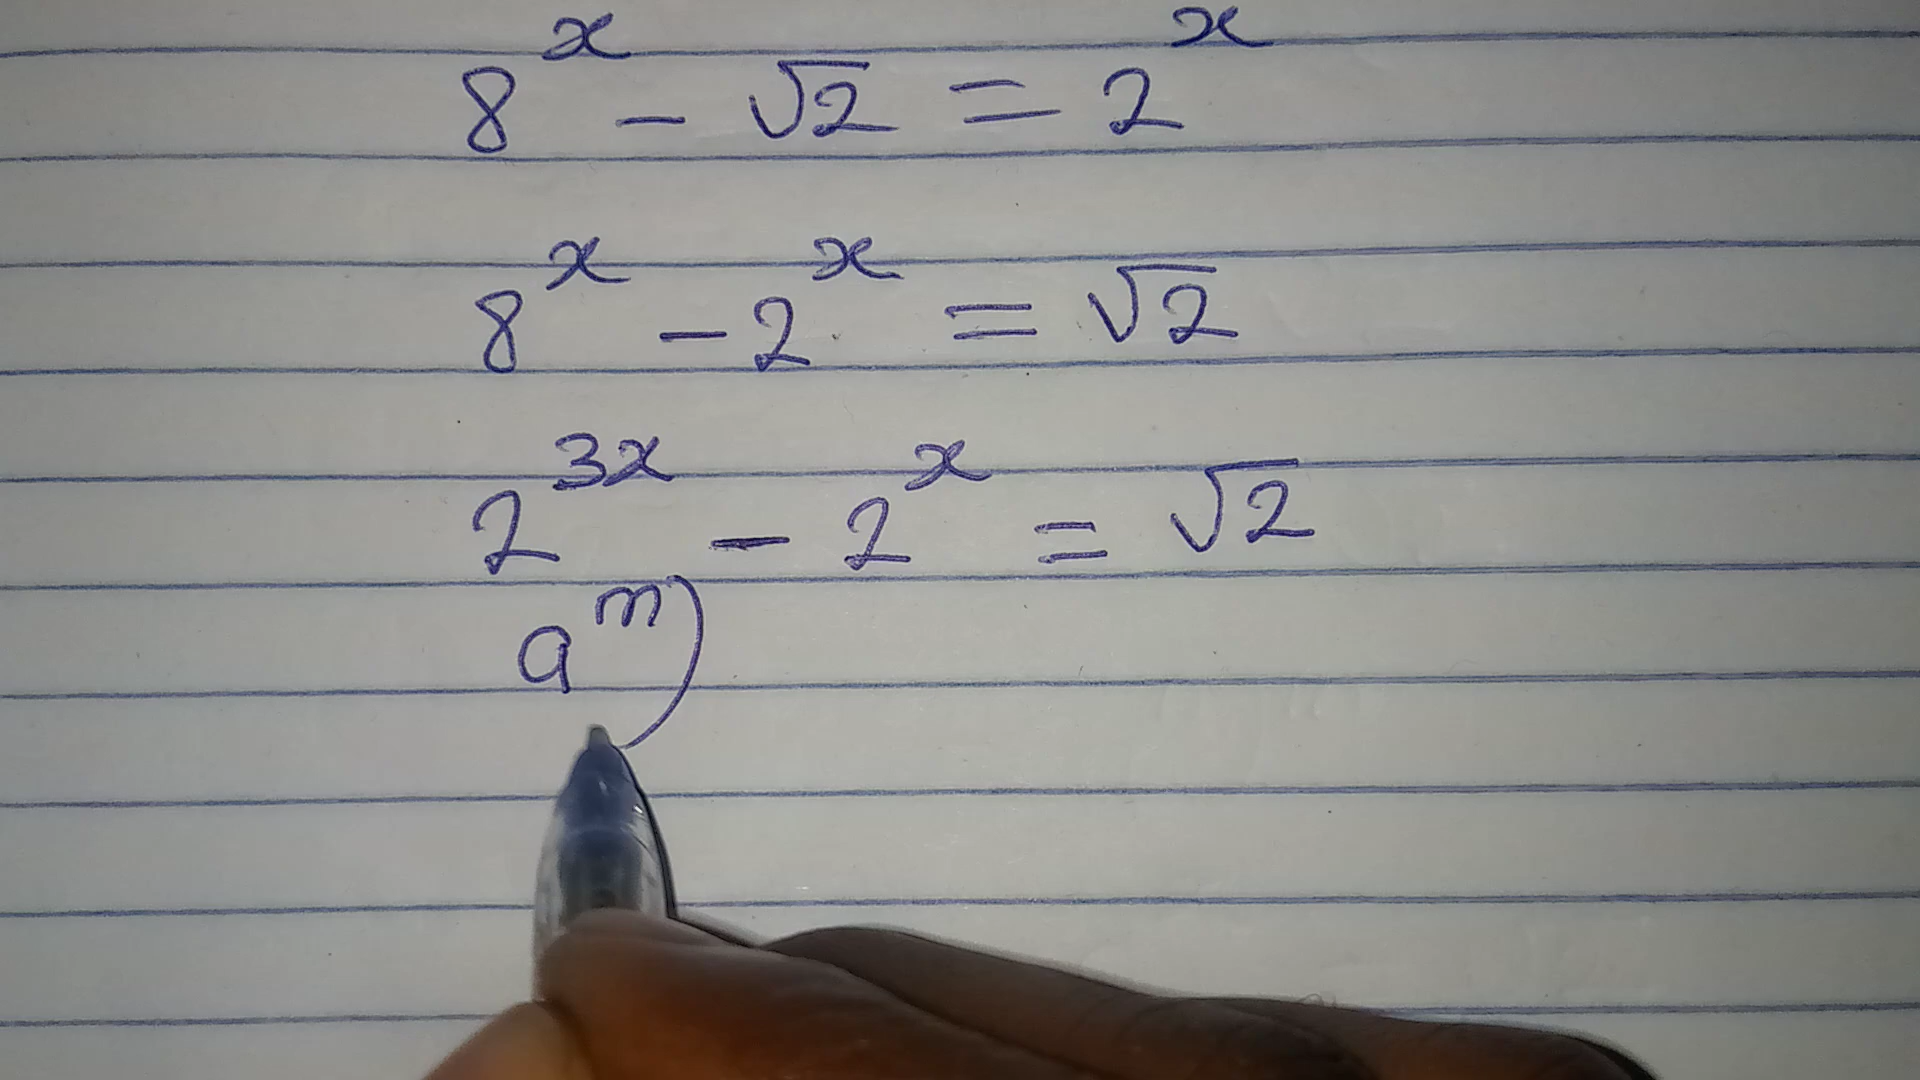 8^x - √2 = 2^x
8^x - 2^x = √2
2^{3x} - 2^x = √2
a^m)